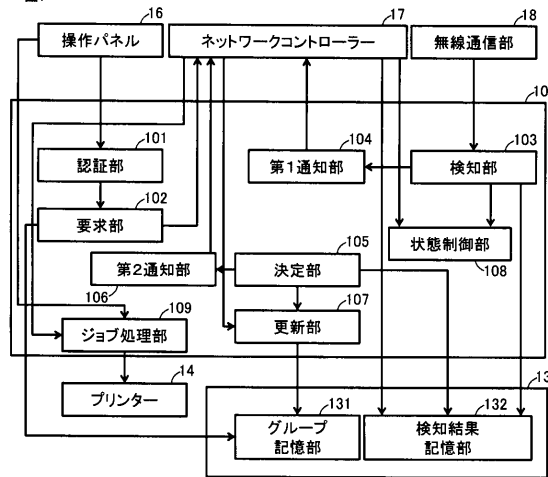 16
操作パネル
17
ネットワークコントローラー
18
無線通信部
10
101
認証部
104
第1通知部
103
検知部
102
要求部
状態制御部
108
第2通知部
106
105
決定部
107
更新部
109
ジョブ処理部
14
プリンター
13
131
グループ
記憶部
132
検知結果
記憶部